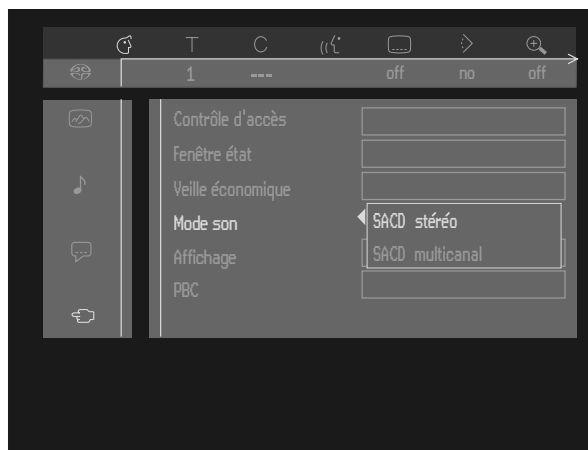 T C
1 --- off no off
Contrôle d'accès
Fenêtre état
Veille économique
Mode son
SACD stéréo
Affichage
SACD multicanal
PBC